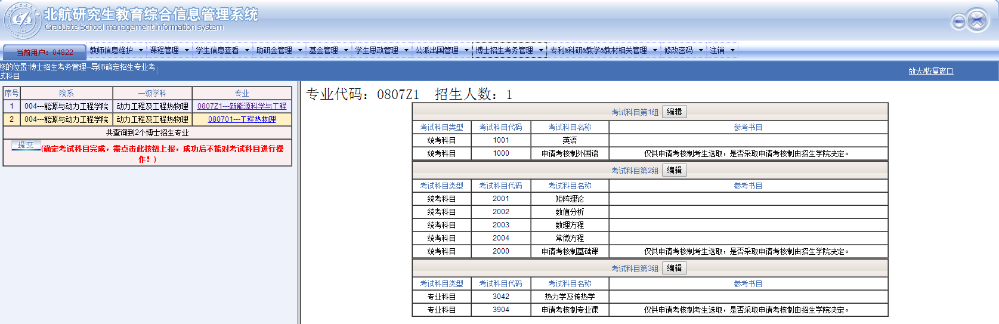 北航研究生教育综合信息管理系统
Graduate School management information system
当前用户：04822 教师信息维护 课程管理 学生信息查看 助研金管理 基金管理 学生思政管理 公派出国管理 博士招生考务管理 专利&科研&教学&教材相关管理 修改密码 注销
您的位置:博士招生考务管理--导师确定招生专业考
试科目
放大/恢复窗口
序号 院系 一级学科 专业
1 004---能源与动力工程学院 动力工程及工程热物理 0807Z1---新能源科学与工程
2 004---能源与动力工程学院 动力工程及工程热物理 080701---工程热物理
共查询到2个博士招生专业
提交 (确定考试科目完成，需点击此按钮上报，成功后不能对考试科目进行操
作！)
专业代码：0807Z1 招生人数：1
考试科目第1组 编辑
考试科目类型 考试科目代码 考试科目名称 参考书目
统考科目 1001 英语
统考科目 1000 申请考核制外国语 仅供申请考核制考生选取，是否采取申请考核制由招生学院决定。
考试科目第2组 编辑
考试科目类型 考试科目代码 考试科目名称 参考书目
统考科目 2001 矩阵理论
统考科目 2002 数值分析
统考科目 2003 数理方程
统考科目 2004 常微方程
统考科目 2000 申请考核制基础课 仅供申请考核制考生选取，是否采取申请考核制由招生学院决定。
考试科目第3组 编辑
考试科目类型 考试科目代码 考试科目名称 参考书目
专业科目 3042 热力学及传热学
专业科目 3904 申请考核制专业课 仅供申请考核制考生选取，是否采取申请考核制由招生学院决定。